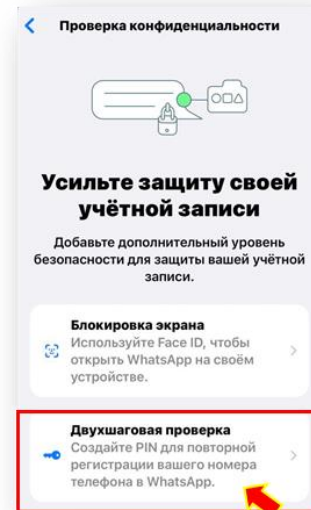 Проверка конфиденциальности
Усильте защиту своей
учётной записи
Добавьте дополнительный уровень
безопасности для защиты вашей учётной
записи.
Блокировка экрана
Используйте Face ID, чтобы
открыть WhatsApp на своём
устройстве.
Двухшаговая проверка
Создайте PIN для повторной
регистрации вашего номера
телефона в WhatsApp.